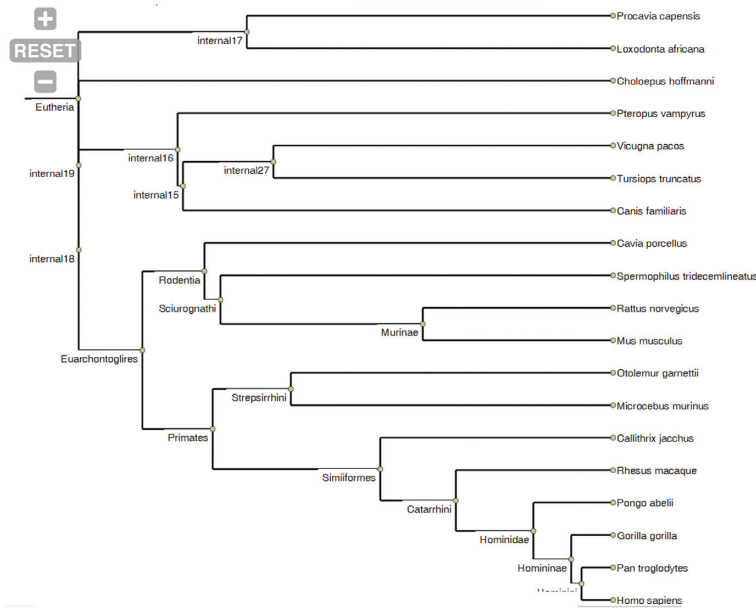 Procavia capensis
RESET
internal17
Loxodonta africana
Choloepus hoffmanni
Eutheria
Pteropus vampyrus
Vicugna pacos
internal16
internal19
internal27
Tursiops truncatus
internal15
Canis familiaris
Cavia porcellus
internal18
Rodentia
Spermophilus tridecemlineatus
Sciurognathi
Rattus norvegicus
Murinae
Mus musculus
Euarchontoglires
Otolemur garnettii
Strepsirrhini
Microcebus murinus
Primates
Callithrix jacchus
Simiiformes
Rhesus macaque
Catarrhini
Pongo abelii
Hominidae
Gorilla gorilla
Homininae
Pan troglodytes
Homo sapiens